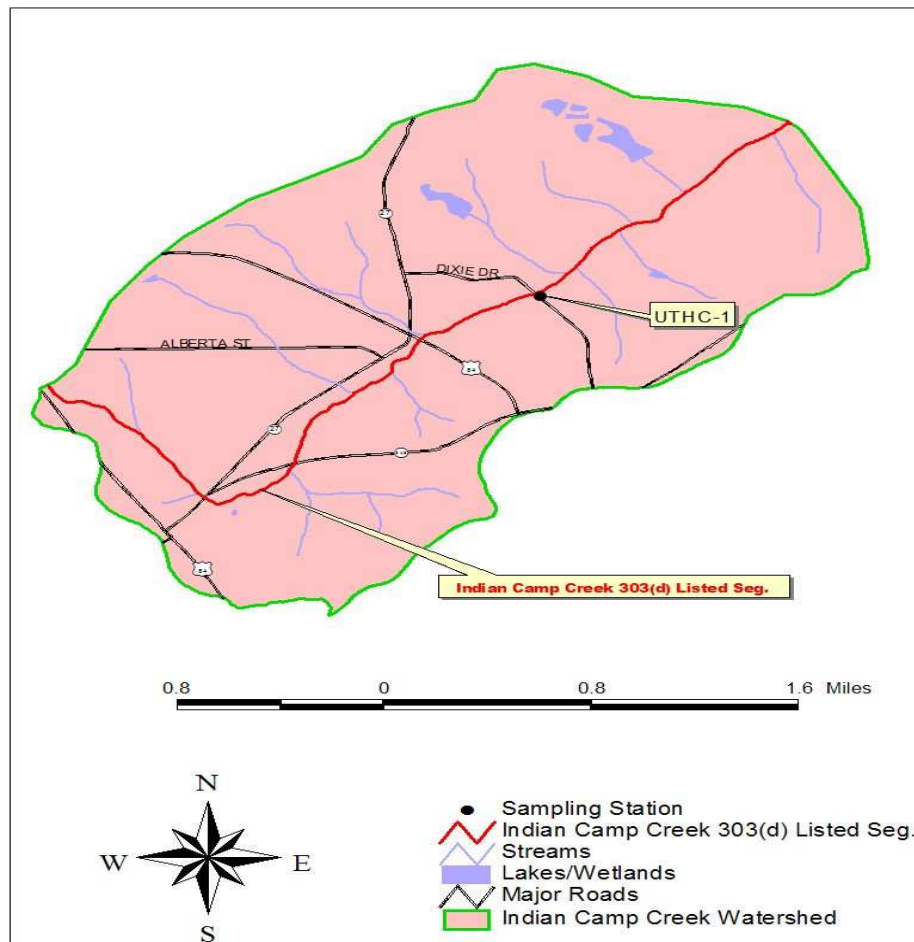 27
DIXIE DR.
UTHC-1
ALBERTA ST
84
27
84
Indian Camp Creek 303(d) Listed Seg.
0.8 0 0.8 1.6 Miles
N
W E
S
Sampling Station
Indian Camp Creek 303(d) Listed Seg.
Streams
Lakes/Wetlands
Major Roads
Indian Camp Creek Watershed